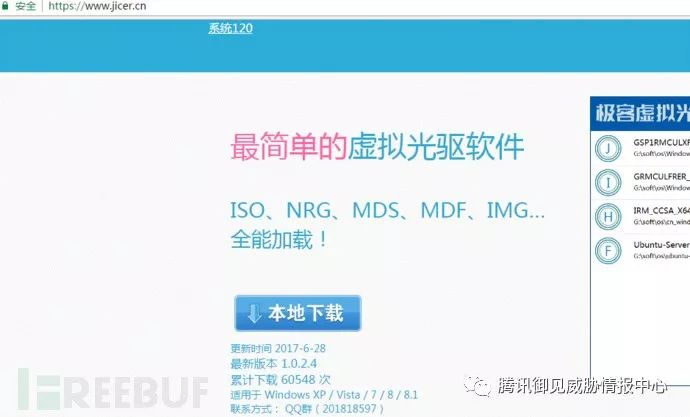 安全 | https://www.jicer.cn
系统120
最简单的虚拟光驱软件
ISO、NRG、MDS、MDF、IMG...
全能加载！
本地下载
更新时间 2017-6-28
最新版本 1.0.2.4
累计下载 60548 次
适用于 Windows XP / Vista / 7 / 8 / 8.1
联系方式： QQ群（201818597）
极客虚拟光
J
GSP1RMCULXF
G:\soft\os\Window
I
GRMCULFRER_
G:\soft\os\Window
H
IRM_CCSA_X64
G:\soft\os\cn_wind
F
Ubuntu-Server
G:\soft\os\ubuntu-
REEBUF
腾讯御见威胁情报中心